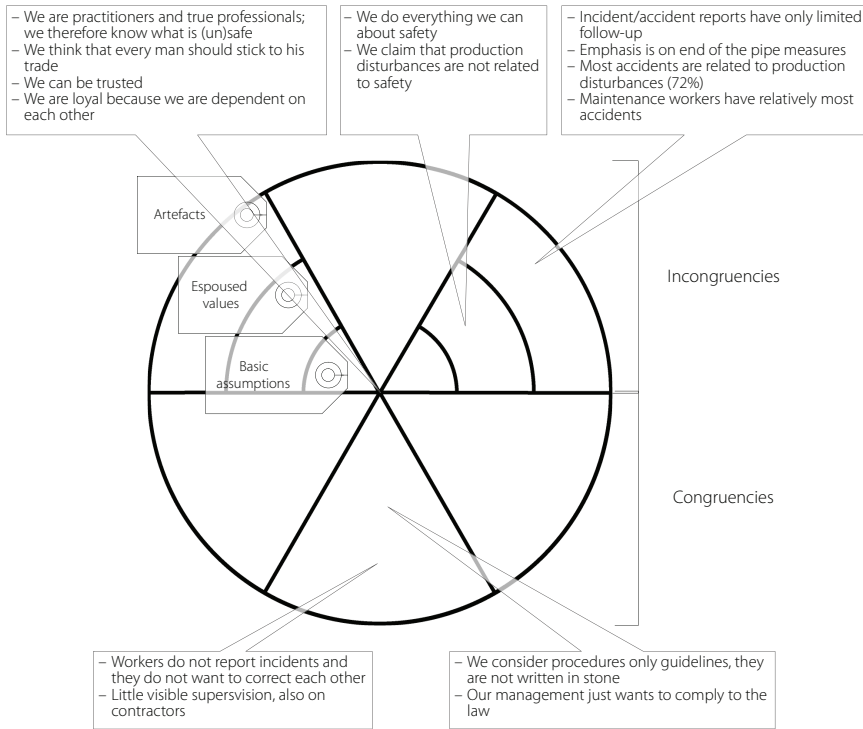 – We are practitioners and true professionals;
we therefore know what is (un)safe
– We think that every man should stick to his
trade
– We can be trusted
– We are loyal because we are dependent on
each other
– We do everything we can
about safety
– We claim that production
disturbances are not related
to safety
– Incident/accident reports have only limited
follow-up
– Emphasis is on end of the pipe measures
– Most accidents are related to production
disturbances (72%)
– Maintenance workers have relatively most
accidents
Artefacts
Espoused
values
Basic
assumptions
Incongruencies
Congruencies
– Workers do not report incidents and
they do not want to correct each other
– Little visible supersvision, also on
contractors
– We consider procedures only guidelines, they
are not written in stone
– Our management just wants to comply to the
law